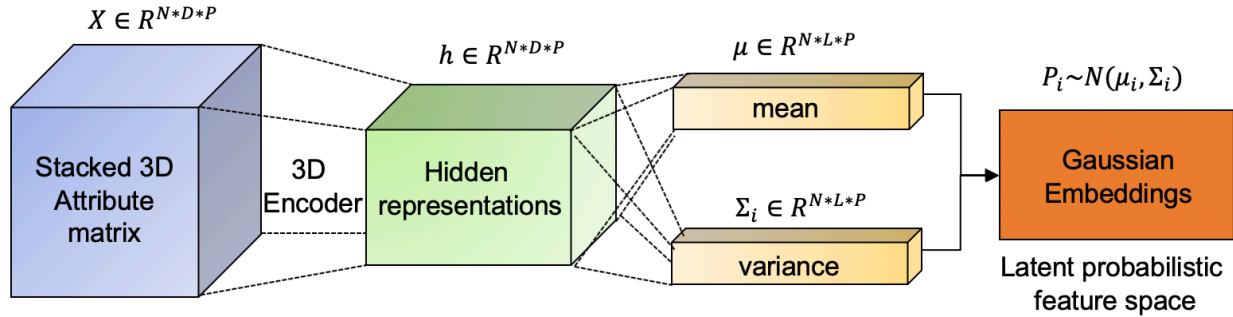 X ∈ R^{N*D*P}
Stacked 3D
Attribute
matrix
3D
Encoder
h ∈ R^{N*D*P}
Hidden
representations
μ ∈ R^{N*L*P}
mean
Σ_i ∈ R^{N*L*P}
variance
P_i~N(μ_i, Σ_i)
Gaussian
Embeddings
Latent probabilistic
feature space